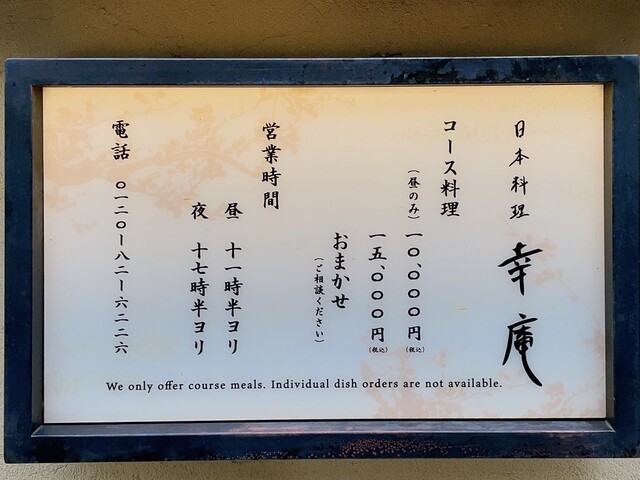 日本料理 幸庵
コース料理
(昼のみ)一〇、〇〇〇円(税込)
一五、〇〇〇円(税込)
おまかせ(ご相談ください)
営業時間
昼 十一時半ヨリ
夜 十七時半ヨリ
電話 〇一二〇ー八二ー六二二六
We only offer course meals. Individual dish orders are not available.